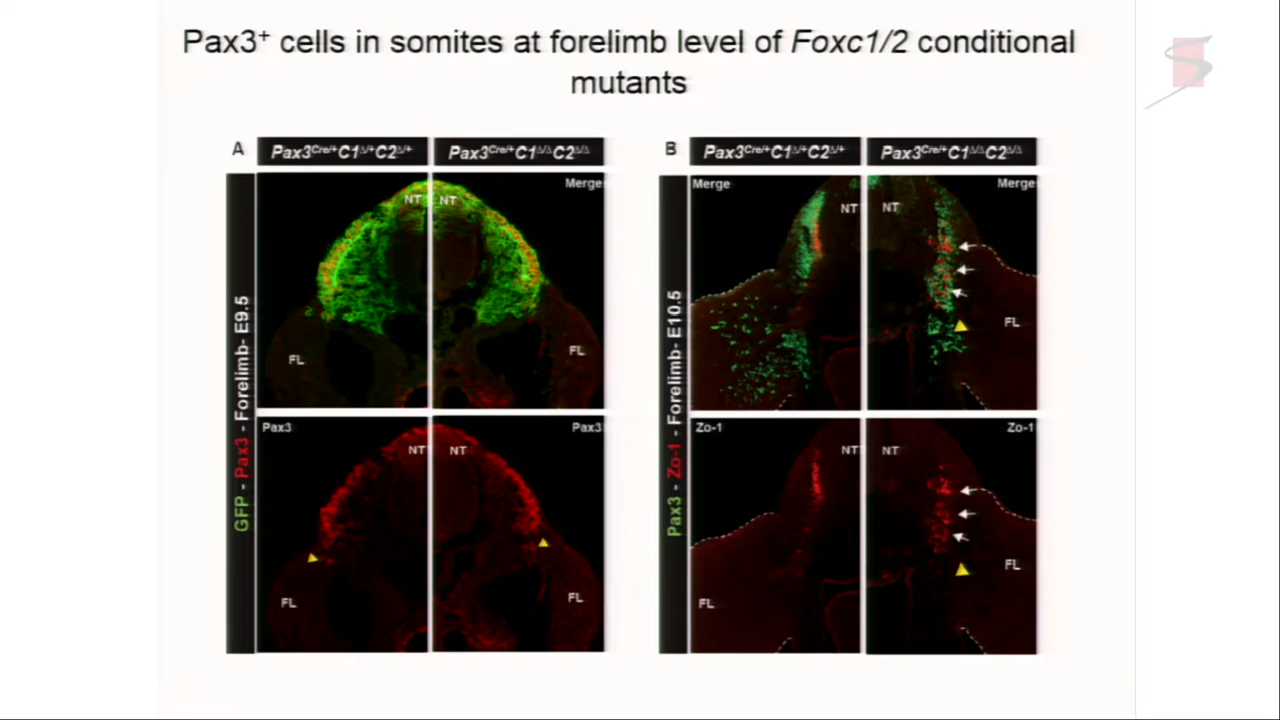 Pax3⁺ cells in somites at forelimb level of Foxc1/2 conditional
mutants
A
Pax3Cre/+C1Δ/+C2Δ/+
Pax3Cre/+C1Δ/ΔC2Δ/Δ
B
Pax3Cre/+C1Δ/+C2Δ/+
Pax3Cre/+C1Δ/ΔC2Δ/Δ
GFP - Pax3 - Forelimb- E9.5
Merge
NT
NT
FL
FL
Pax3
Pax3
NT
NT
FL
FL
Pax3 - Zo-1 - Forelimb- E10.5
Merge
Merge
NT
NT
FL
Zo-1
Zo-1
NT
NT
FL
FL